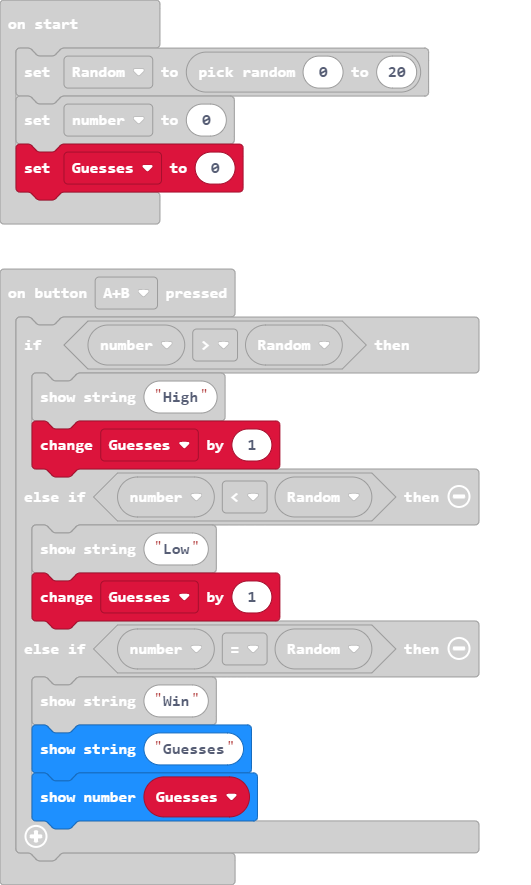 on start
set Random to pick random 0 to 20
set number to 0
set Guesses to 0
on button A+B pressed
if number > Random then
show string "High"
change Guesses by 1
else if number < Random then
show string "Low"
change Guesses by 1
else if number = Random then
show string "Win"
show string "Guesses"
show number Guesses